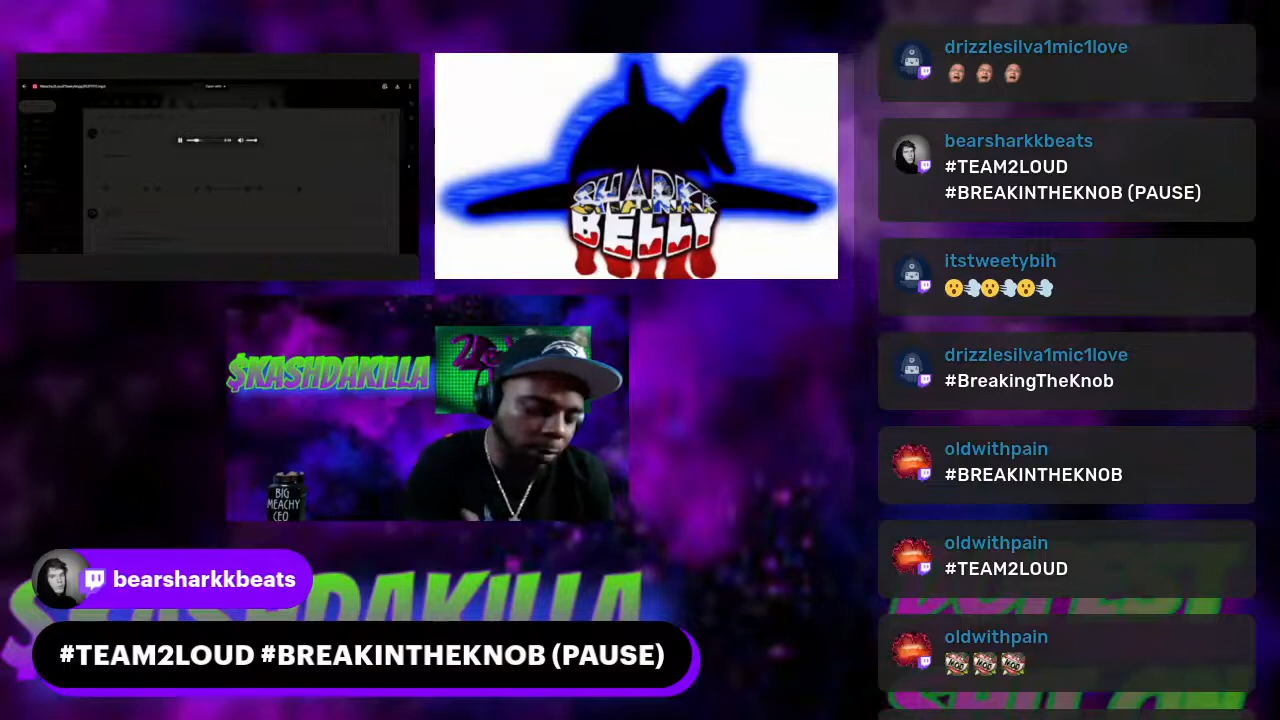 SHARKK
BELLY
$KASHDAKILLA
BIG
MEACHY
CEO
bearsharkkbeats
#TEAM2LOUD #BREAKINTHEKNOB (PAUSE)
drizzlesilva1mic1love
bearsharkkbeats
#TEAM2LOUD
#BREAKINTHEKNOB (PAUSE)
itstweetybih
drizzlesilva1mic1love
#BreakingTheKnob
oldwithpain
#BREAKINTHEKNOB
oldwithpain
#TEAM2LOUD
oldwithpain